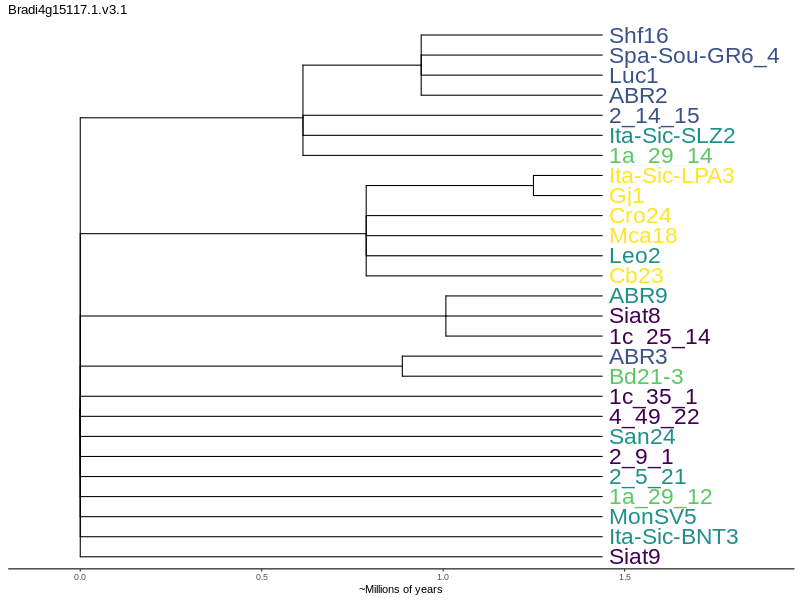 Bradi4g15117.1.v3.1
Shf16
Spa-Sou-GR6_4
Luc1
ABR2
2_14_15
Ita-Sic-SLZ2
1a_29_14
Ita-Sic-LPA3
Gj1
Cro24
Mca18
Leo2
Cb23
ABR9
Siat8
1c_25_14
ABR3
Bd21-3
1c_35_1
4_49_22
San24
2_9_1
2_5_21
1a_29_12
MonSV5
Ita-Sic-BNT3
Siat9
0.0 0.5 1.0 1.5
~Millions of years